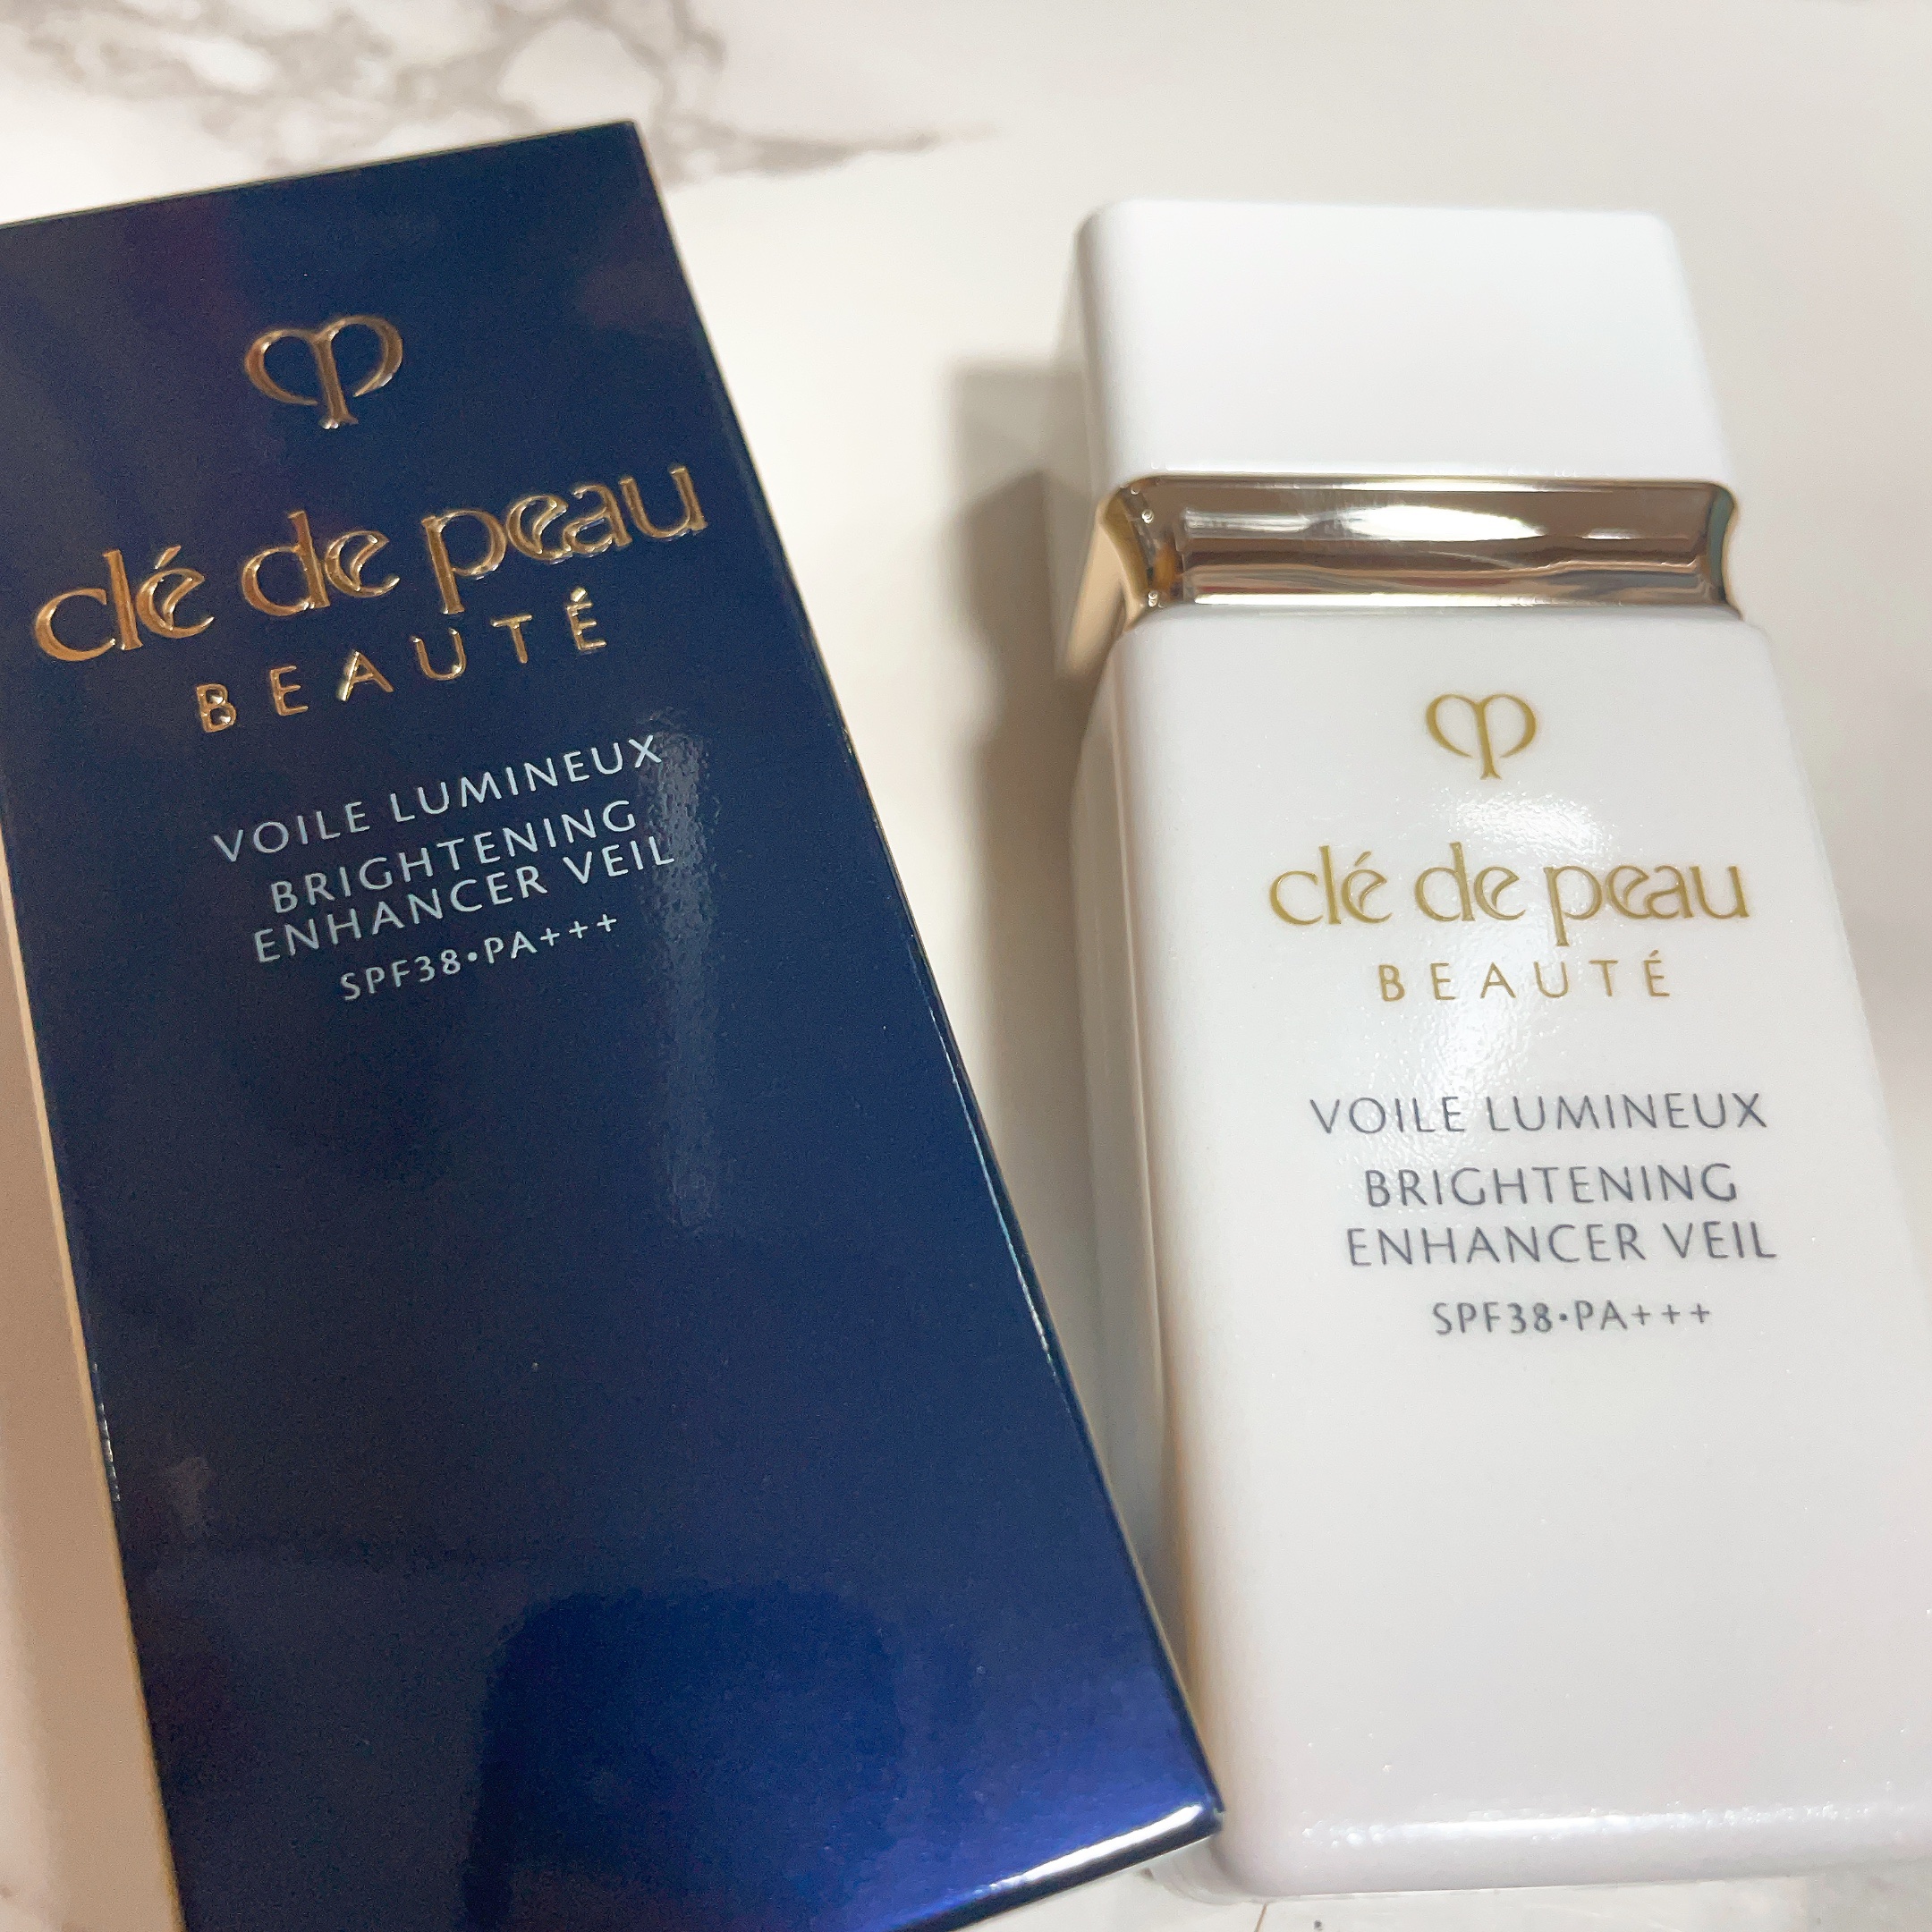 clé de peau
BEAUTÉ
VOILE LUMINEUX
BRIGHTENING
ENHANCER VEIL
SPF38•PA+++
clé de peau
BEAUTÉ
VOILE LUMINEUX
BRIGHTENING
ENHANCER VEIL
SPF38•PA+++